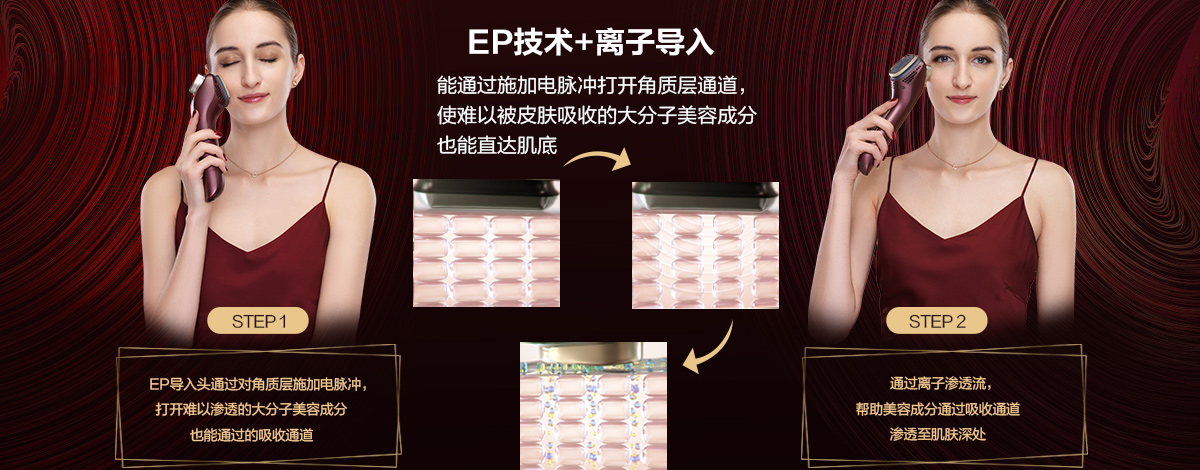 EP技术+离子导入
能通过施加电脉冲打开角质层通道，
使难以被皮肤吸收的大分子美容成分
也能直达肌底
STEP 1
EP导入头通过对角质层施加电脉冲，
打开难以渗透的大分子美容成分
也能通过的吸收通道
STEP 2
通过离子渗透流，
帮助美容成分通过吸收通道
渗透至肌肤深处